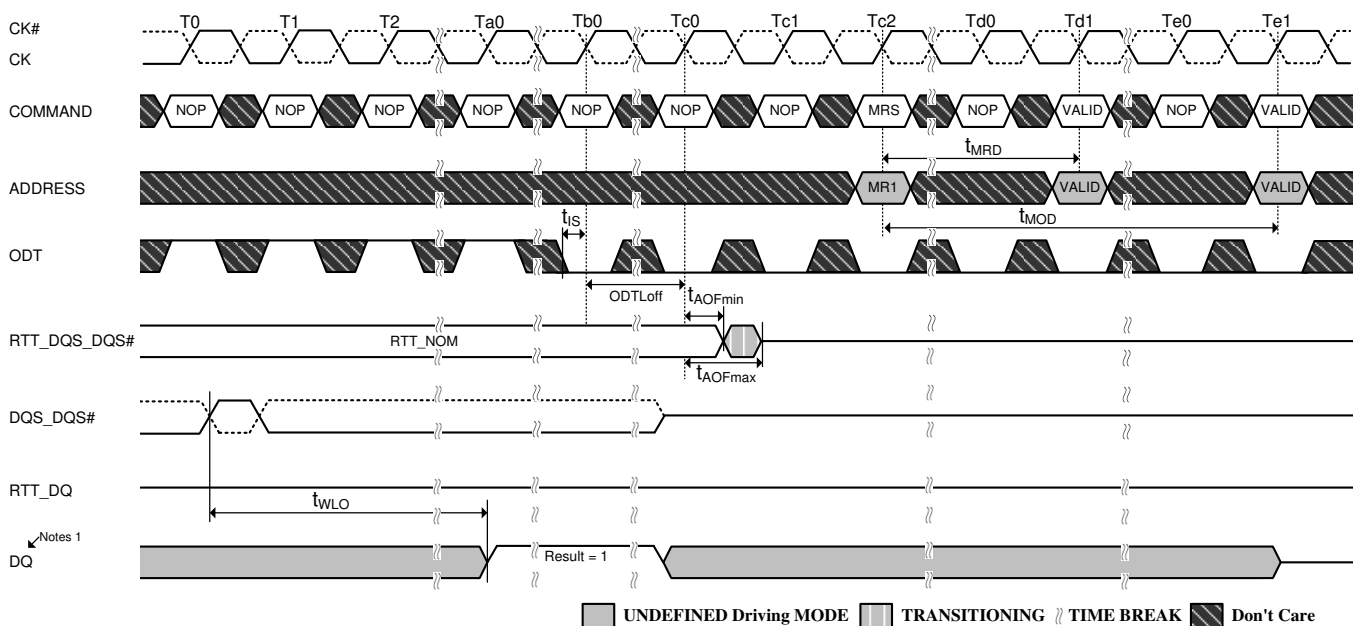 T0 T1 T2 Ta0 Tb0 Tc0 Tc1 Tc2 Td0 Td1 Te0 Te1
CK#
CK
COMMAND NOP NOP NOP NOP NOP NOP NOP MRS NOP VALID NOP VALID
tMRD
ADDRESS MR1 VALID VALID
tIS tMOD
ODT
ODTLoff tAOFmin
RTT_DQS_DQS# RTT_NOM
tAOFmax
DQS_DQS#
RTT_DQ
tWLO
Notes 1
DQ Result = 1
UNDEFINED Driving MODE TRANSITIONING TIME BREAK Don't Care